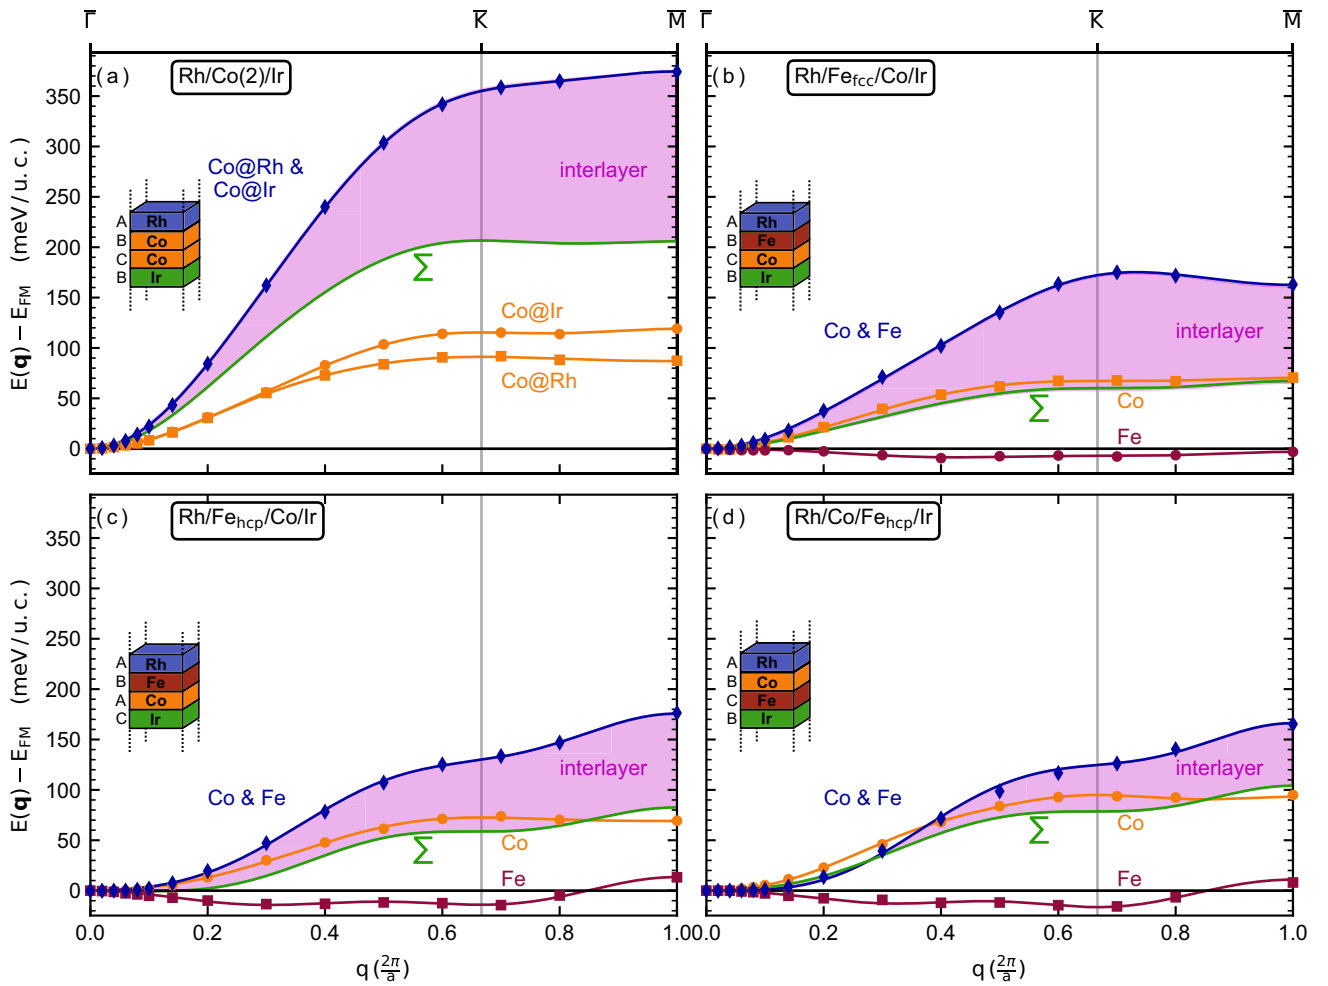 Γ̅ K̅ M̅ Γ̅ K̅ M̅
(a) Rh/Co(2)/Ir
Co@Rh &
Co@Ir
interlayer
A Rh
B Co
C Co
B Ir
∑
Co@Ir
Co@Rh
E(q) − E_FM (meV/u.c.)
350
300
250
200
150
100
50
0
(b) Rh/Fe_fcc/Co/Ir
A Rh
B Fe
C Co
B Ir
Co & Fe
interlayer
Co
∑
Fe
(c) Rh/Fe_hcp/Co/Ir
A Rh
B Fe
A Co
C Ir
Co & Fe
interlayer
∑
Co
Fe
E(q) − E_FM (meV/u.c.)
350
300
250
200
150
100
50
0
0.0 0.2 0.4 0.6 0.8 1.0
q (2π/a)
(d) Rh/Co/Fe_hcp/Ir
A Rh
B Co
C Fe
B Ir
Co & Fe
interlayer
∑
Co
Fe
0.0 0.2 0.4 0.6 0.8 1.0
q (2π/a)